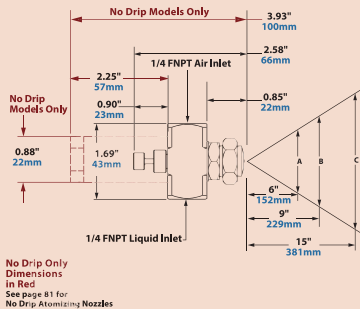 No Drip Models Only
3.93"
100mm
2.58"
66mm
2.25"
57mm
1/4 FNPT Air Inlet
0.85"
22mm
No Drip
Models Only
0.90"
23mm
0.88"
22mm
1.69"
43mm
A
B
C
6"
152mm
9"
229mm
1/4 FNPT Liquid Inlet
15"
381mm
No Drip Only
Dimensions
in Red
See page 81 for
No Drip Atomizing Nozzles